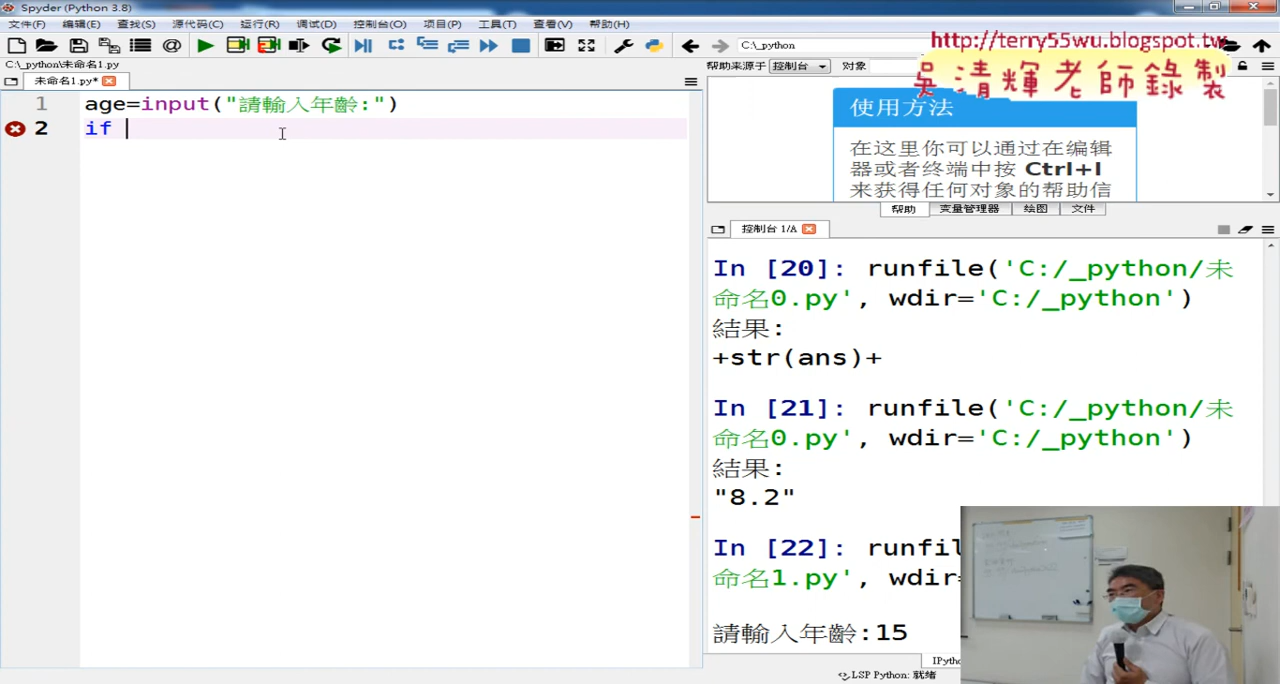 Spyder (Python 3.8)
文件(F) 编辑(E) 查找(S) 源代码(C) 运行(R) 调试(D) 控制台(O) 项目(P) 工具(T) 查看(V) 帮助(H)
C:\_python
http://terry55wu.blogspot.tw
吳清輝老師錄製
C:\_python\未命名1.py
未命名1.py*
帮助来源于 控制台 对象
1 age=input("請輸入年齡:")
2 if
使用方法
在这里你可以通过在编辑
器或者终端中按 Ctrl+I
来获得任何对象的帮助信
帮助 变量管理器 绘图 文件
控制台 1/A
In [20]: runfile('C:/_python/未
命名0.py', wdir='C:/_python')
結果:
+str(ans)+
In [21]: runfile('C:/_python/未
命名0.py', wdir='C:/_python')
結果:
"8.2"
In [22]: runfil
命名1.py', wdir=
請輸入年齡:15
IPytho
LSP Python: 就绪